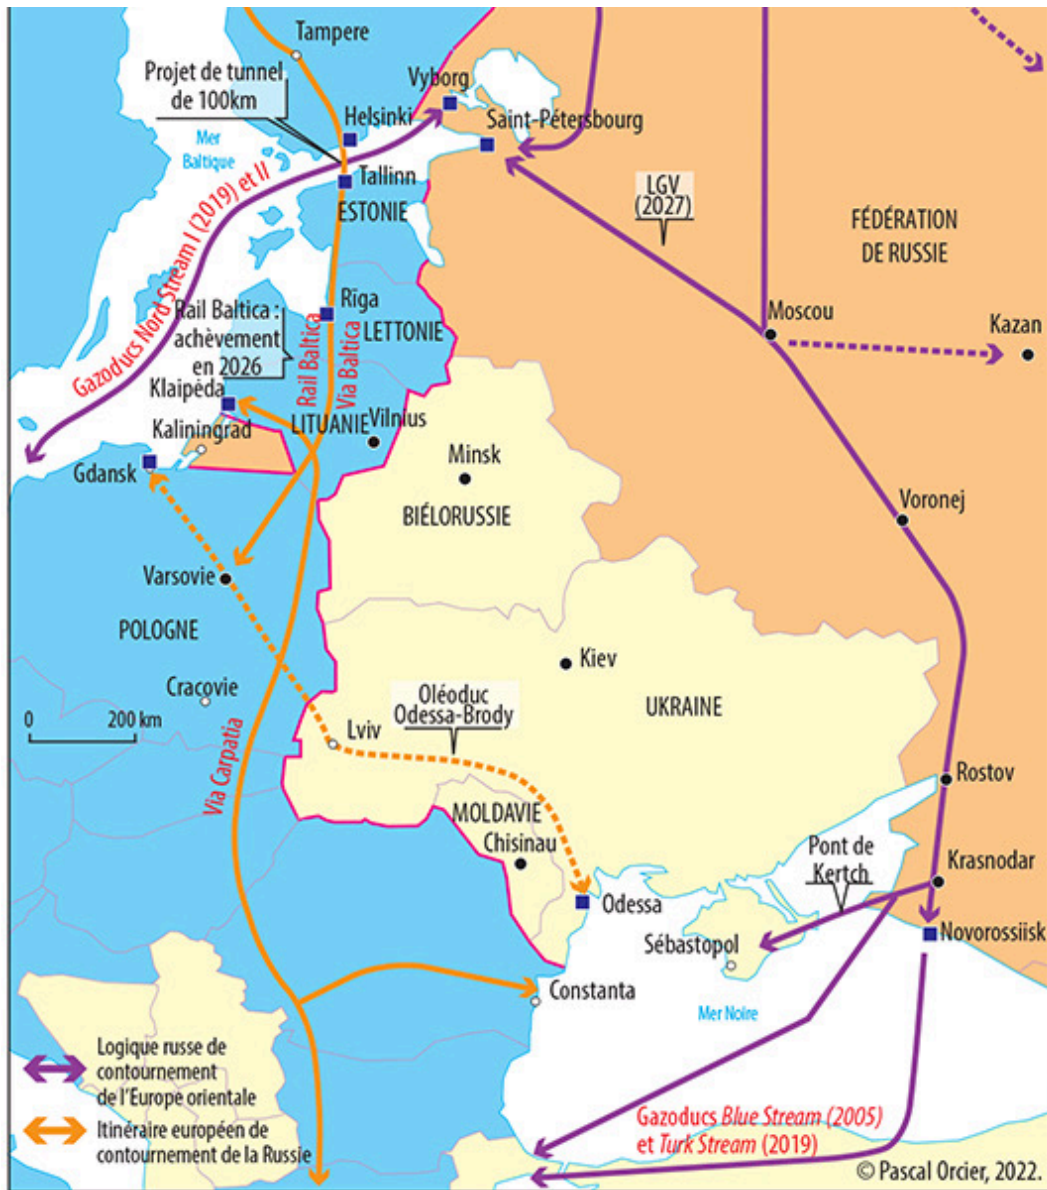 Tampere
Projet de tunnel
de 100km
Vyborg
Helsinki
Saint-Pétersbourg
Mer
Baltique
Tallinn
ESTONIE
LGV
(2027)
FÉDÉRATION
DE RUSSIE
Gazoducs Nord Stream I (2019) et II
Rīga
Moscou
Kazan
Rail Baltica :
achèvement
en 2026
LETTONIE
Rail Baltica
Via Baltica
Klaipėda
LITUANIE
Vilnius
Kaliningrad
Minsk
Gdansk
BIÉLORUSSIE
Voronej
Varsovie
POLOGNE
Kiev
Cracovie
Oléoduc
Odessa-Brody
UKRAINE
0 200 km
Lviv
Via Carpatia
Rostov
MOLDAVIE
Chisinau
Pont de
Kertch
Krasnodar
Odessa
Sébastopol
Novorossiisk
Constanta
Mer Noire
Logique russe de
contournement
de l'Europe orientale
Itinéraire européen de
contournement de la Russie
Gazoducs Blue Stream (2005)
et Turk Stream (2019)
© Pascal Orcier, 2022.